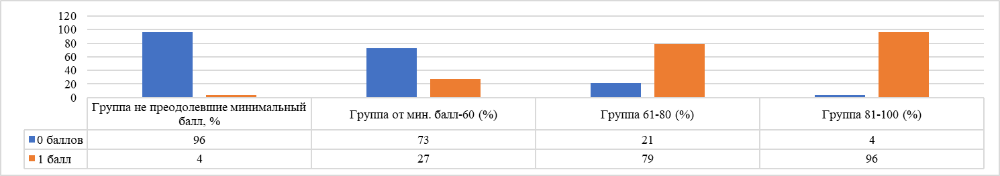 120
100
80
60
40
20
0
Группа не преодолевшие минимальный
балл, %
Группа от мин. балл-60 (%)
Группа 61-80 (%)
Группа 81-100 (%)
0 баллов 96 73 21 4
1 балл 4 27 79 96